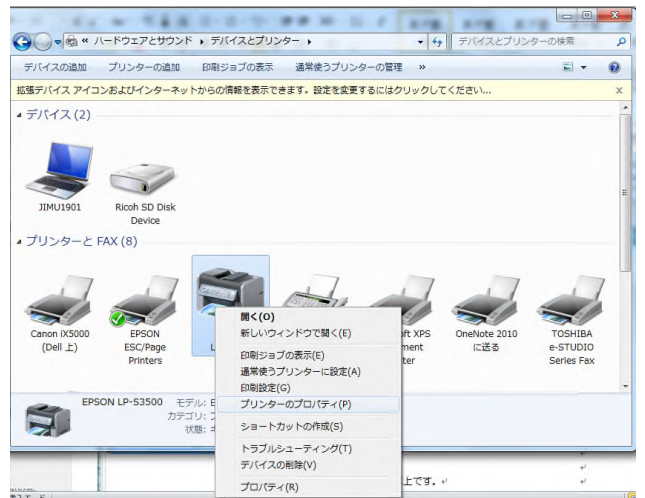 « ハードウェアとサウンド ▸ デバイスとプリンター ▸
デバイスとプリンターの検索
デバイスの追加 プリンターの追加 印刷ジョブの表示 通常使うプリンターの管理 »
拡張デバイス アイコンおよびインターネットからの情報を表示できます。設定を変更するにはクリックしてください...
デバイス (2)
JIMU1901
Ricoh SD Disk
Device
プリンターと FAX (8)
Canon iX5000
(Dell 上)
EPSON
ESC/Page
Printers
L
XPS
ter
OneNote 2010
に送る
TOSHIBA
e-STUDIO
Series Fax
開く(O)
新しいウィンドウで開く(E)
印刷ジョブの表示(E)
通常使うプリンターに設定(A)
印刷設定(G)
プリンターのプロパティ(P)
ショートカットの作成(S)
トラブルシューティング(T)
デバイスの削除(V)
プロパティ(R)
EPSON LP-S3500 モデル: E
カテゴリ:
状態:
上です。